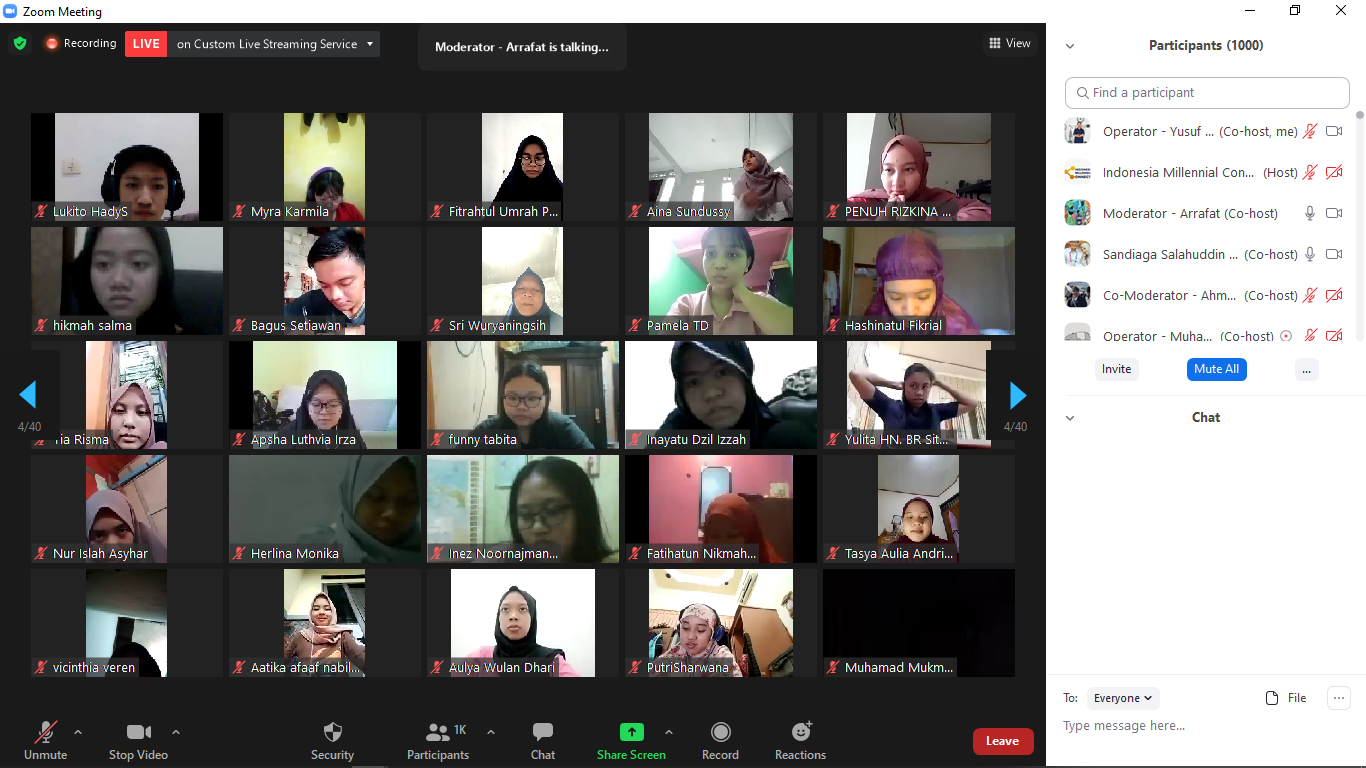 Zoom Meeting
Recording
LIVE
on Custom Live Streaming Service
Moderator - Arrafat is talking...
View
Lukito HadyS
Myra Karmila
Fitrahtul Umrah P...
Aina Sundussy
PENUH RIZKINA ...
hikmah salma
Bagus Setiawan
Sri Wuryaningsih
Pamela TD
Hashinatul Fikrial
4/40
Tia Risma
Apsha Luthvia Irza
funny tabita
Inayatu Dzil Izzah
Yulita HN. BR Sit...
4/40
Nur Islah Asyhar
Herlina Monika
Inez Noornajman...
Fatihatun Nikmah...
Tasya Aulia Andri...
vicinthia veren
Aatika afaaf nabil...
Aulya Wulan Dhari
PutriSharwana
Muhamad Mukm...
Unmute
Stop Video
Security
Participants
1K
Chat
Share Screen
Record
Reactions
Leave
Participants (1000)
Find a participant
Operator - Yusuf ... (Co-host, me)
Indonesia Millennial Con... (Host)
Moderator - Arrafat (Co-host)
Sandiaga Salahuddin ... (Co-host)
Co-Moderator - Ahm... (Co-host)
Operator - Muha... (Co-host)
Invite
Mute All
...
Chat
To: Everyone
File
Type message here...